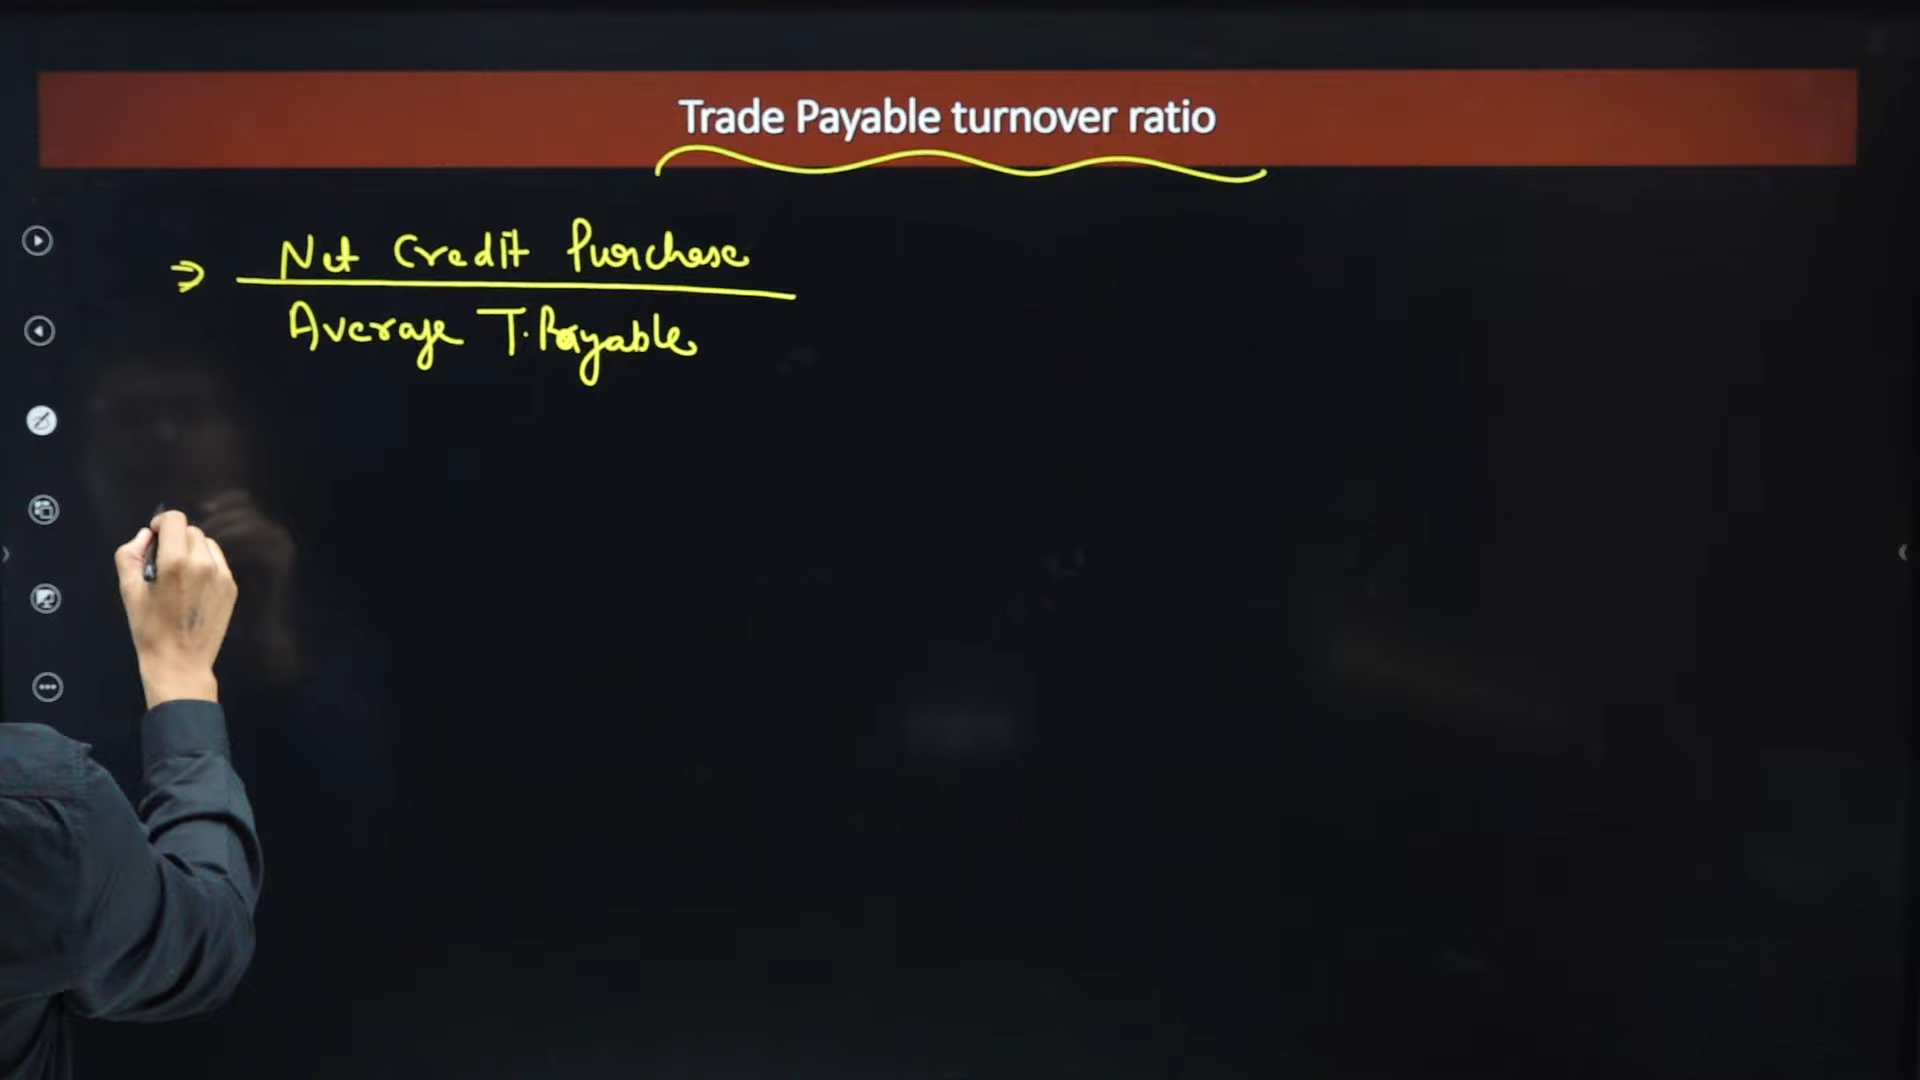 Trade Payable turnover ratio
⇒ Net Credit Purchase
Average T.Payable